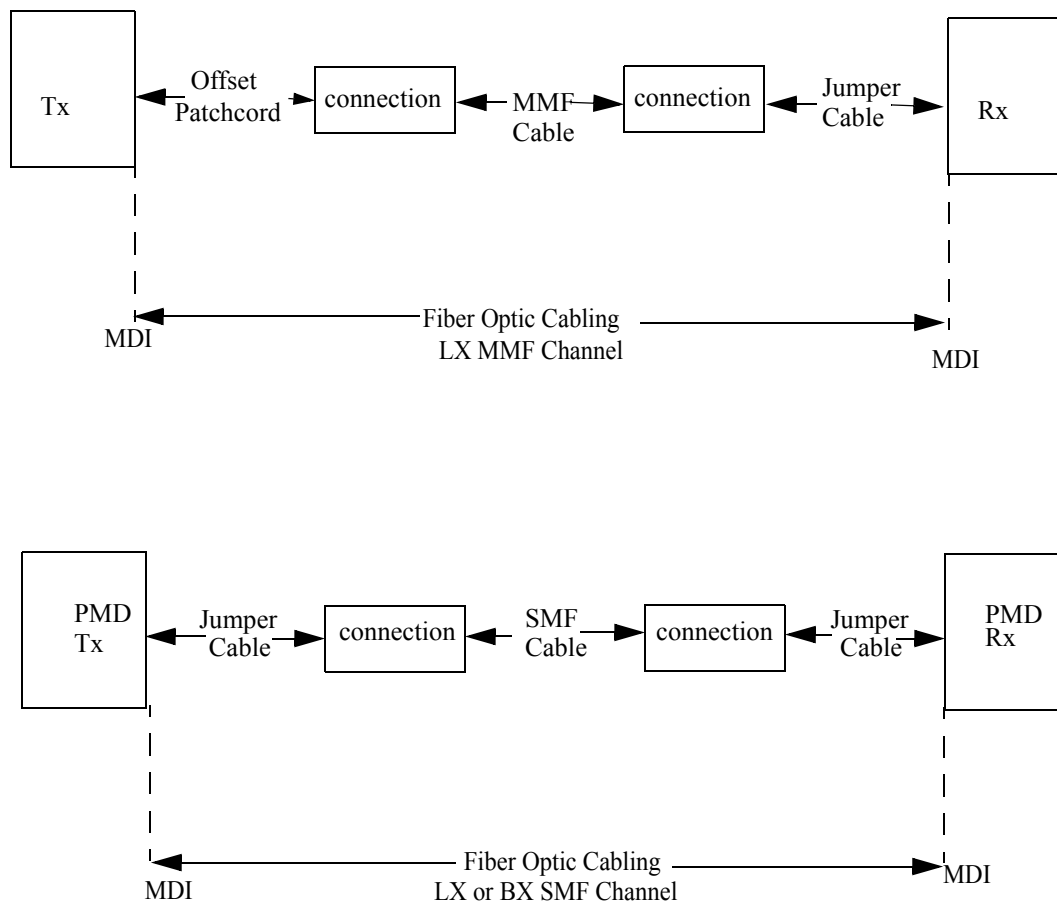 Tx
Offset
Patchcord
connection
MMF
Cable
connection
Jumper
Cable
Rx
MDI
Fiber Optic Cabling
LX MMF Channel
MDI
PMD
Tx
Jumper
Cable
connection
SMF
Cable
connection
Jumper
Cable
PMD
Rx
MDI
Fiber Optic Cabling
LX or BX SMF Channel
MDI